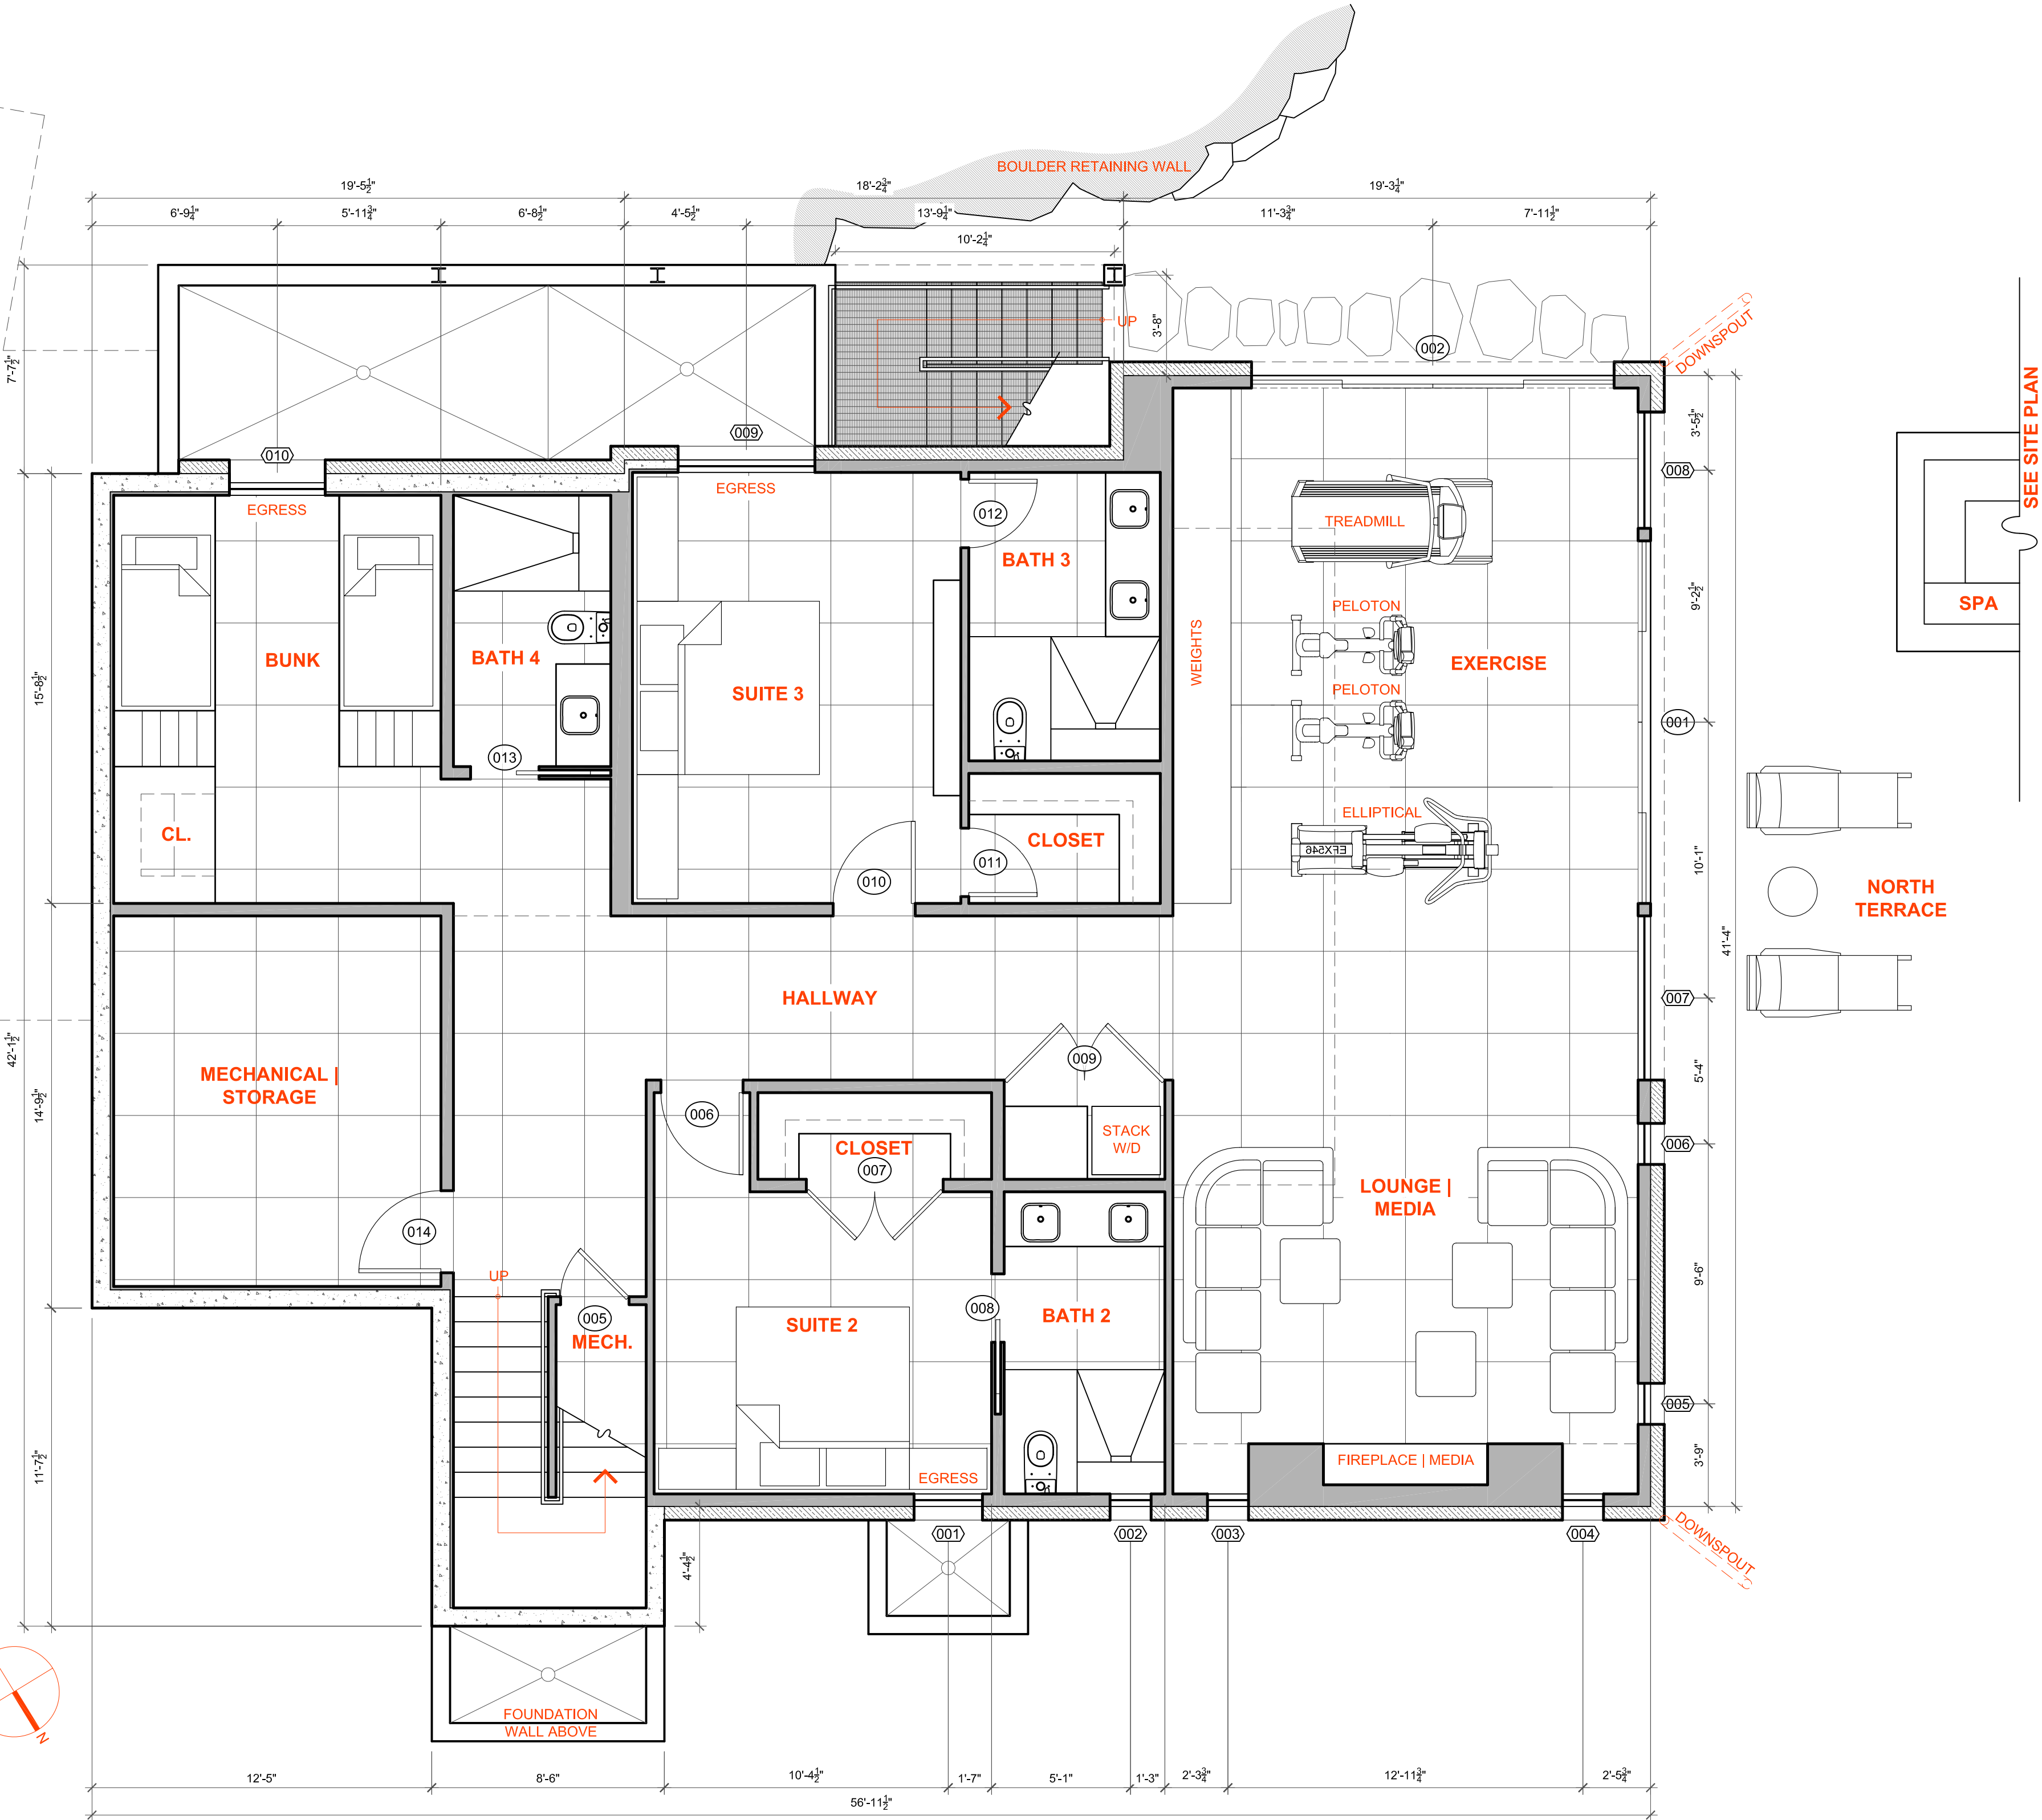 BOULDER RETAINING WALL
19'-5½"
18'-2¾"
19'-3¼"
6'-9¼"
5'-11¾"
6'-8½"
4'-5½"
13'-9¼"
11'-3¾"
7'-11½"
10'-2¼"
UP
3'-8"
002
DOWNSPOUT
SEE SITE PLAN
7'-7½"
010
009
3'-5½"
008
EGRESS
EGRESS
012
TREADMILL
BATH 3
9'-2½"
SPA
PELOTON
WEIGHTS
BUNK
BATH 4
EXERCISE
15'-8½"
SUITE 3
PELOTON
001
013
ELLIPTICAL
CL.
CLOSET
EFX546
011
10'-1"
010
NORTH
TERRACE
41'-4"
HALLWAY
007
42'-1½"
009
5'-4"
MECHANICAL |
STORAGE
14'-9½"
006
STACK
W/D
006
CLOSET
007
LOUNGE |
MEDIA
014
UP
9'-6"
005
008
BATH 2
SUITE 2
MECH.
005
11'-7½"
EGRESS
FIREPLACE | MEDIA
3'-9"
001
002
003
004
DOWNSPOUT
4'-4½"
N
FOUNDATION
WALL ABOVE
12'-5"
8'-6"
10'-4½"
1'-7"
5'-1"
1'-3"
2'-3¾"
12'-11¾"
2'-5¾"
56'-11½"